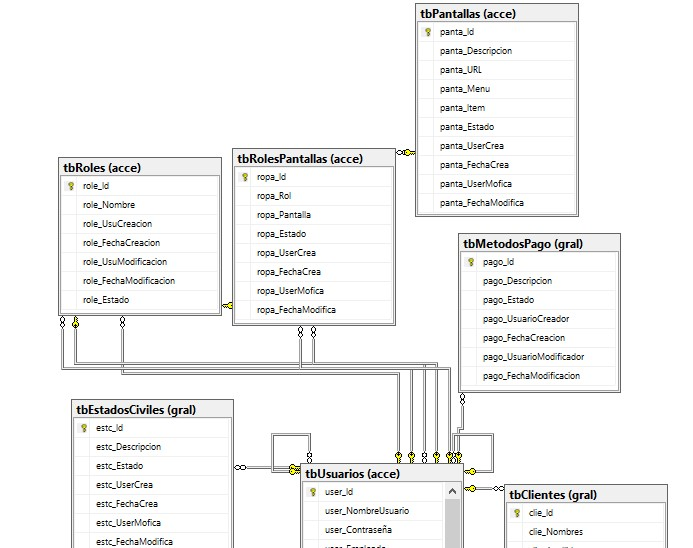 tbPantallas (acce)
panta_Id
panta_Descripcion
panta_URL
panta_Menu
panta_Item
panta_Estado
panta_UserCrea
panta_FechaCrea
panta_UserMofica
panta_FechaModifica
tbRoles (acce)
role_Id
role_Nombre
role_UsuCreacion
role_FechaCreacion
role_UsuModificacion
role_FechaModificacion
role_Estado
tbRolesPantallas (acce)
ropa_Id
ropa_Rol
ropa_Pantalla
ropa_Estado
ropa_UserCrea
ropa_FechaCrea
ropa_UserMofica
ropa_FechaModifica
tbMetodosPago (gral)
pago_Id
pago_Descripcion
pago_Estado
pago_UsuarioCreador
pago_FechaCreacion
pago_UsuarioModificador
pago_FechaModificacion
tbEstadosCiviles (gral)
estc_Id
estc_Descripcion
estc_Estado
estc_UserCrea
estc_FechaCrea
estc_UserMofica
estc_FechaModifica
tbUsuarios (acce)
user_Id
user_NombreUsuario
user_Contraseña
user_Empleado
tbClientes (gral)
clie_Id
clie_Nombres